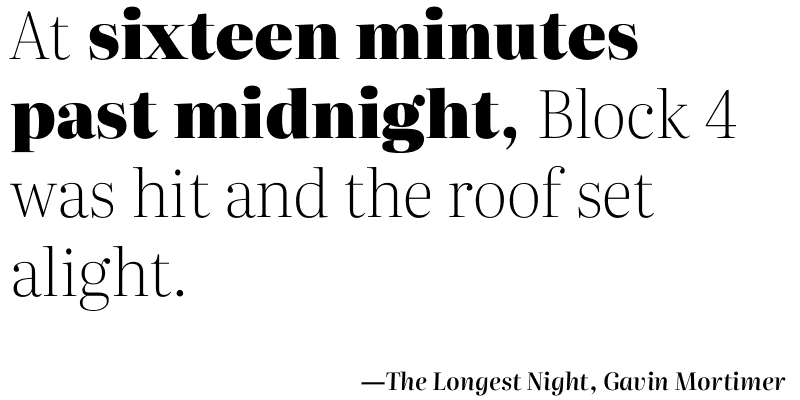 At sixteen minutes
past midnight, Block 4
was hit and the roof set
alight.
—The Longest Night, Gavin Mortimer